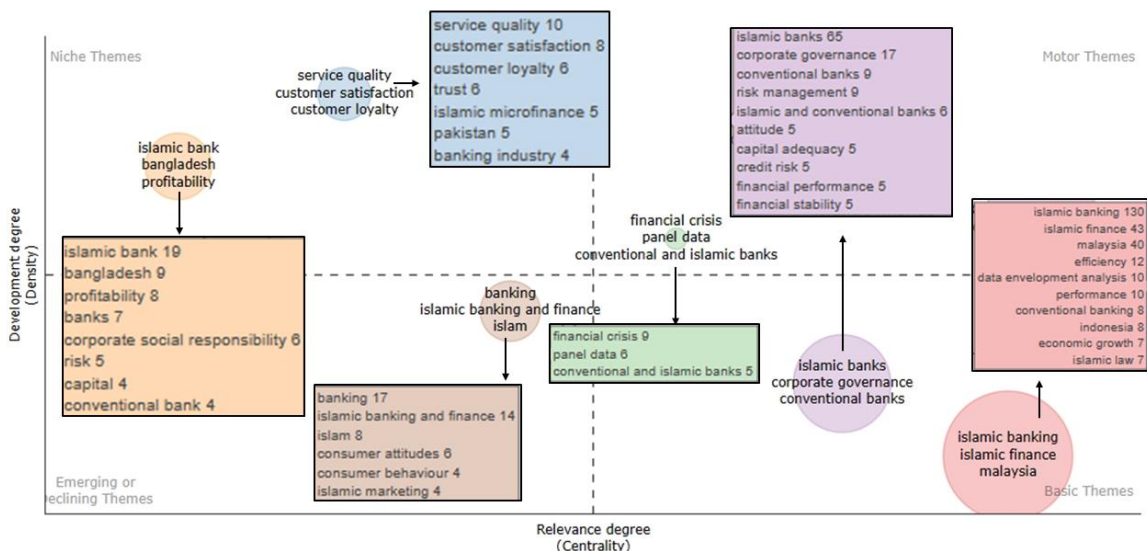 Niche Themes
Motor Themes
service quality
customer satisfaction
customer loyalty
service quality 10
customer satisfaction 8
customer loyalty 6
trust 6
islamic microfinance 5
pakistan 5
banking industry 4
islamic banks 65
corporate governance 17
conventional banks 9
risk management 9
islamic and conventional banks 6
attitude 5
capital adequacy 5
credit risk 5
financial performance 5
financial stability 5
islamic bank
bangladesh
profitability
islamic bank 19
bangladesh 9
profitability 8
banks 7
corporate social responsibility 6
risk 5
capital 4
conventional bank 4
financial crisis
panel data
conventional and islamic banks
islamic banking 130
islamic finance 43
malaysia 40
efficiency 12
data envelopment analysis 10
performance 10
conventional banking 8
indonesia 8
economic growth 7
islamic law 7
banking
islamic banking and finance
islam
financial crisis 9
panel data 6
conventional and islamic banks 5
banking 17
islamic banking and finance 14
islam 8
consumer attitudes 6
consumer behaviour 4
islamic marketing 4
islamic banks
corporate governance
conventional banks
islamic banking
islamic finance
malaysia
Emerging or
Declining Themes
Basic Themes
Development degree
(Density)
Relevance degree
(Centrality)